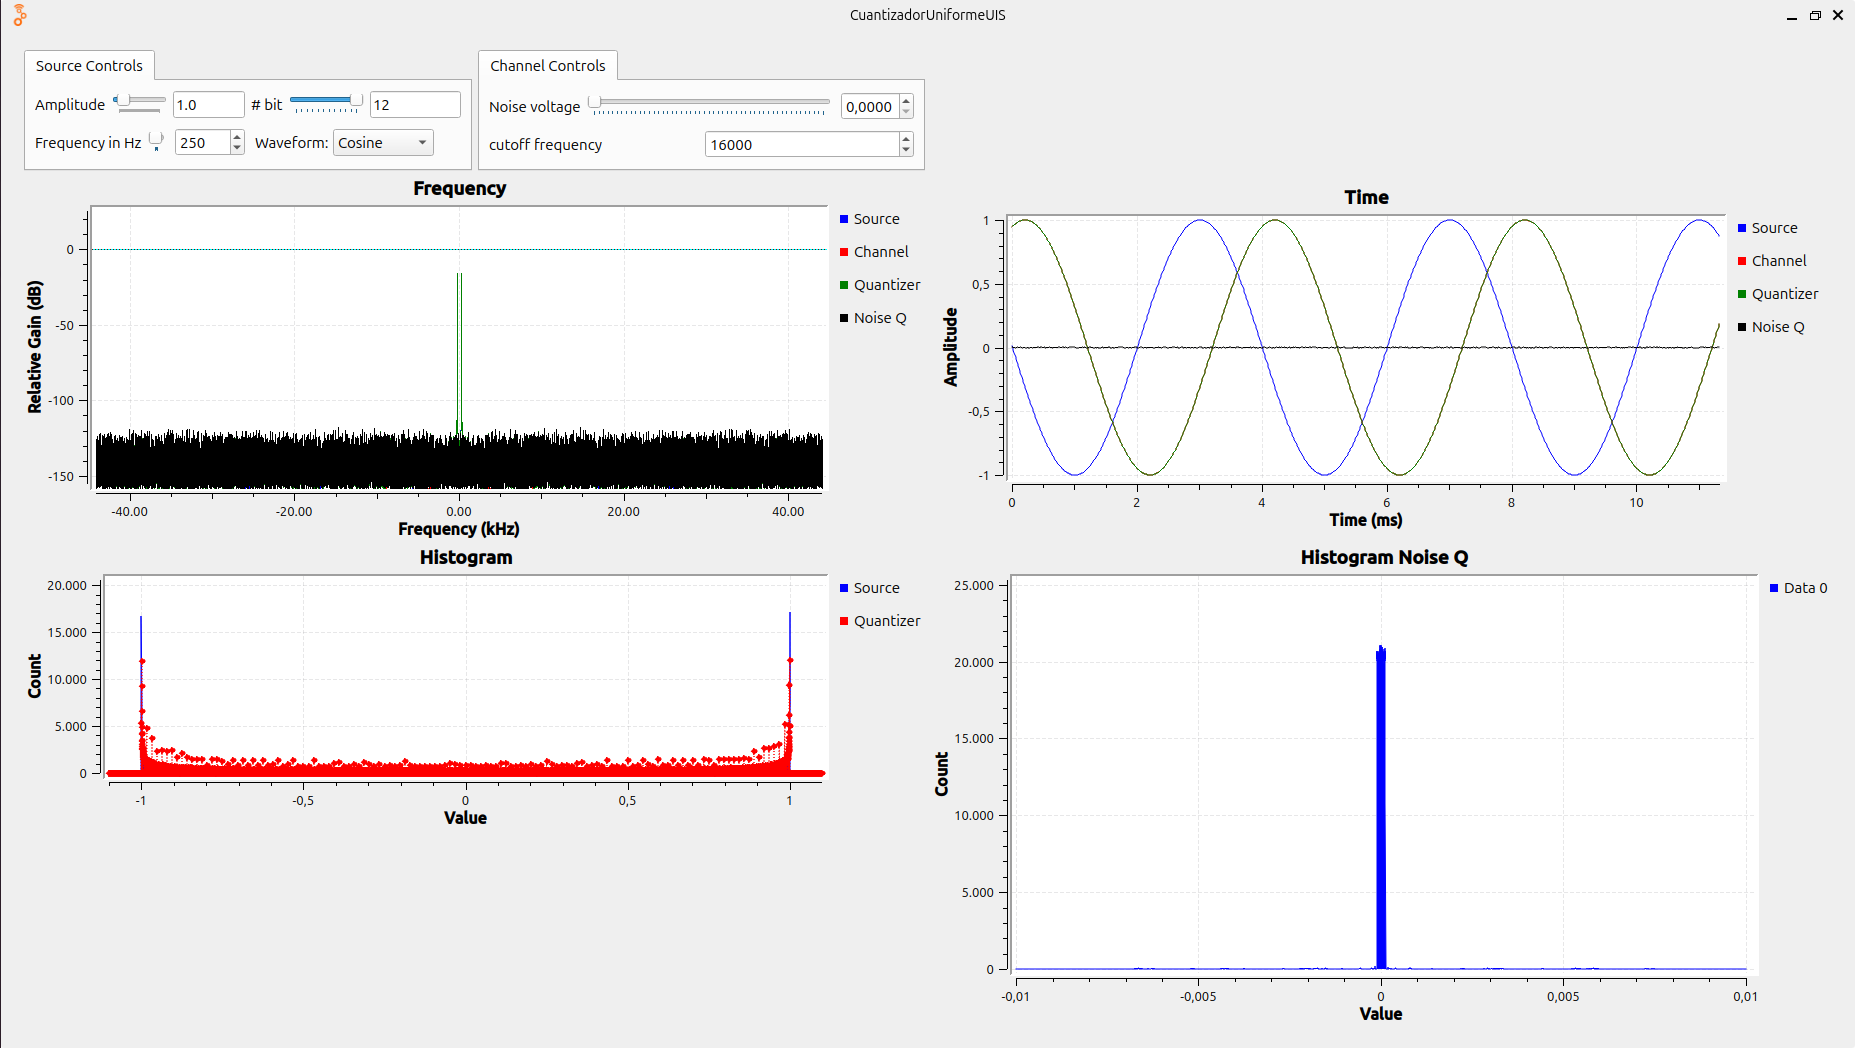 CuantizadorUniformeUIS
Source Controls
Amplitude 1.0 # bit 12
Frequency in Hz 250 Waveform: Cosine
Channel Controls
Noise voltage 0,0000
cutoff frequency 16000
Frequency
Relative Gain (dB)
0
-50
-100
-150
-40.00 -20.00 0.00 20.00 40.00
Frequency (kHz)
Source
Channel
Quantizer
Noise Q
Time
Amplitude
1
0,5
0
-0,5
-1
0 2 4 6 8 10
Time (ms)
Source
Channel
Quantizer
Noise Q
Histogram
Count
20.000
15.000
10.000
5.000
0
-1 -0,5 0 0,5 1
Value
Source
Quantizer
Histogram Noise Q
Count
25.000
20.000
15.000
10.000
5.000
0
-0,01 -0,005 0 0,005 0,01
Value
Data 0